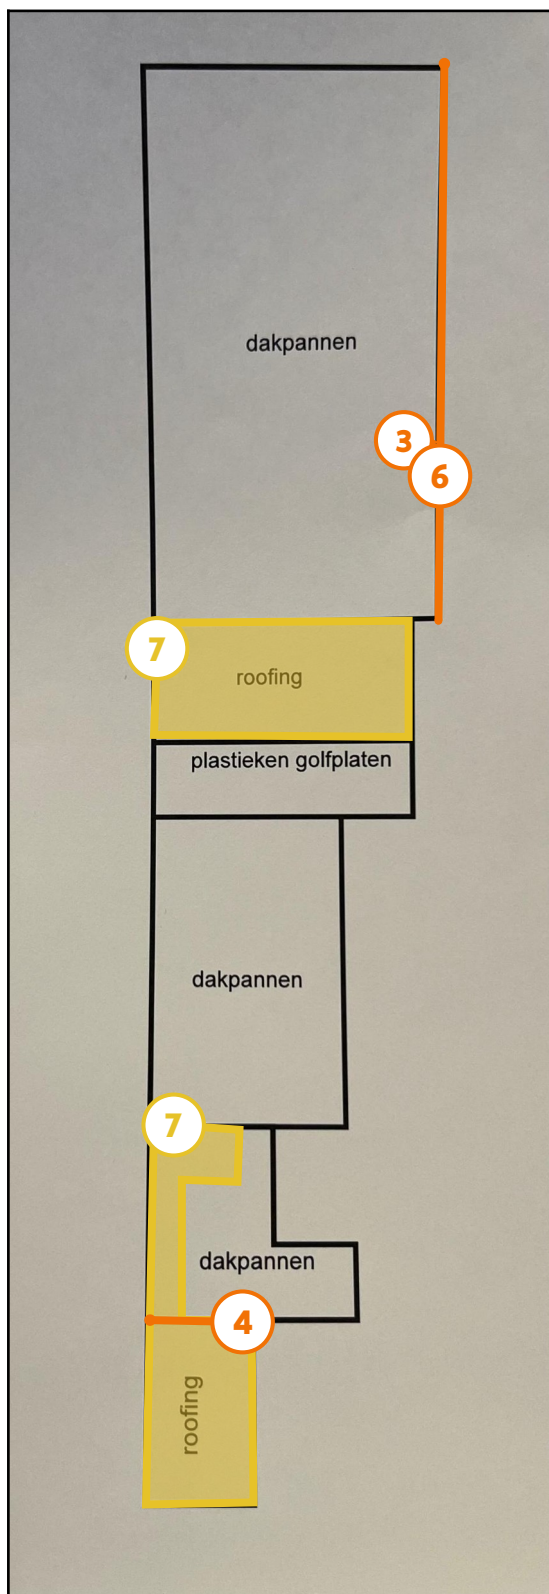 dakpannen
3
6
7
roofing
plastieken golfplaten
dakpannen
7
dakpannen
4
roofing